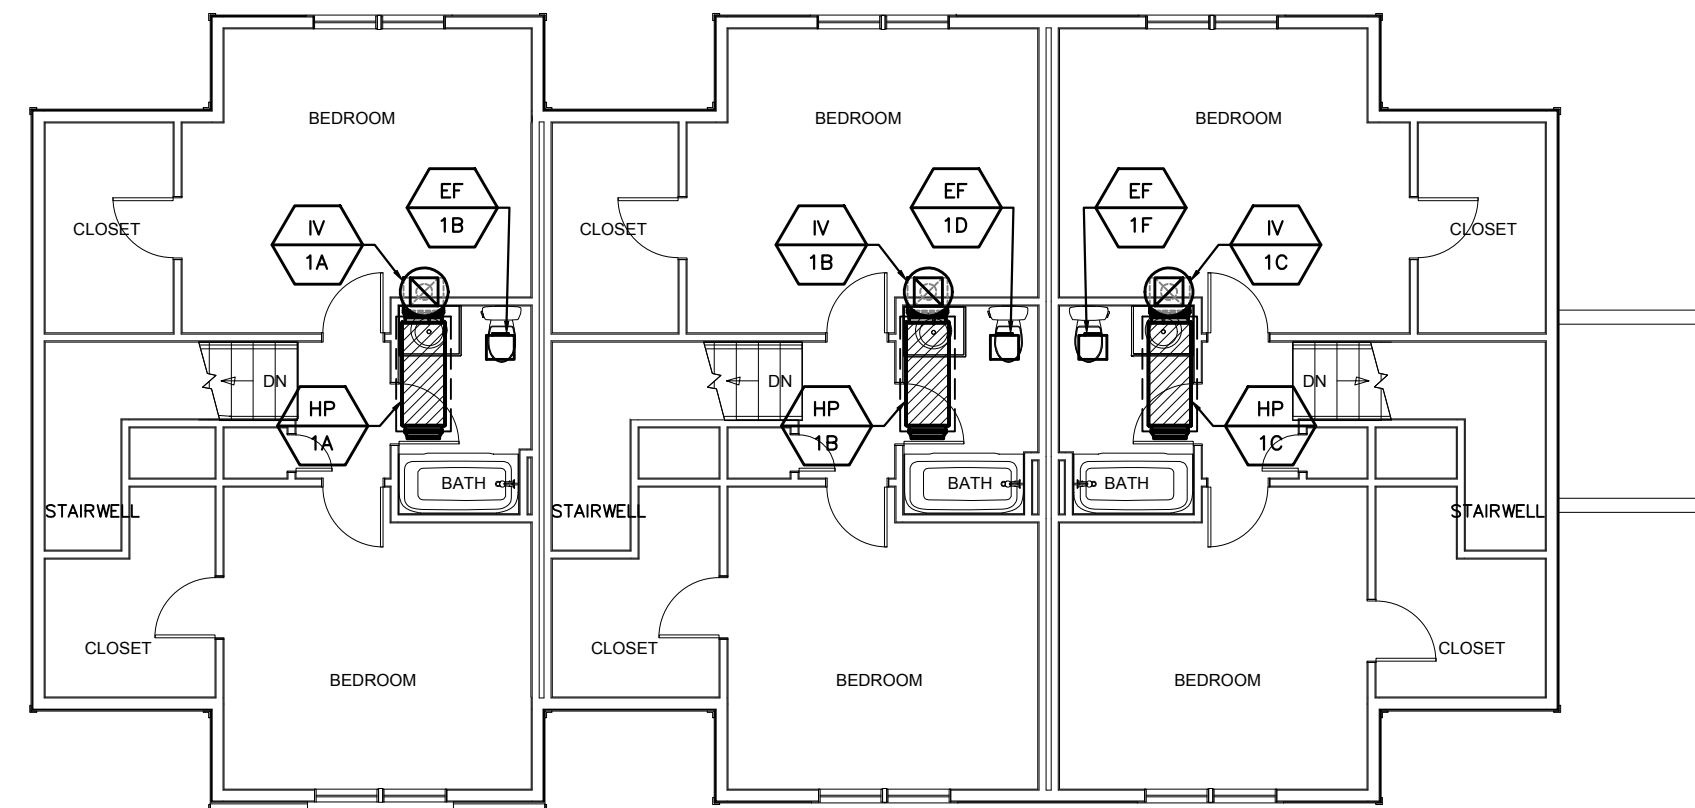 BEDROOM
BEDROOM
BEDROOM
EF
1B
EF
1D
EF
1F
CLOSET
IV
1A
CLOSET
IV
1B
IV
1C
CLOSET
DN
DN
DN
HP
1A
HP
1B
HP
1C
BATH
BATH
BATH
STAIRWELL
STAIRWELL
STAIRWELL
CLOSET
CLOSET
CLOSET
BEDROOM
BEDROOM
BEDROOM